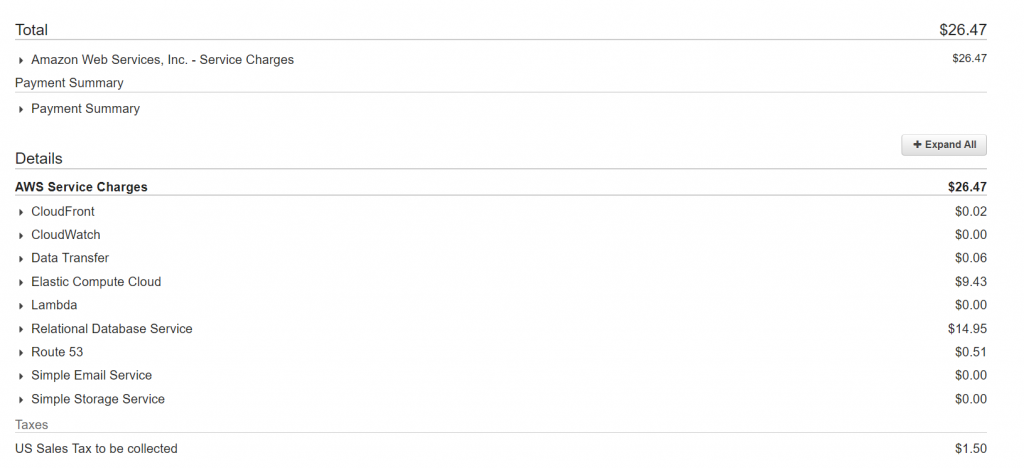 Total $26.47
Amazon Web Services, Inc. - Service Charges $26.47
Payment Summary
Payment Summary
+ Expand All
Details
AWS Service Charges $26.47
CloudFront $0.02
CloudWatch $0.00
Data Transfer $0.06
Elastic Compute Cloud $9.43
Lambda $0.00
Relational Database Service $14.95
Route 53 $0.51
Simple Email Service $0.00
Simple Storage Service $0.00
Taxes
US Sales Tax to be collected $1.50